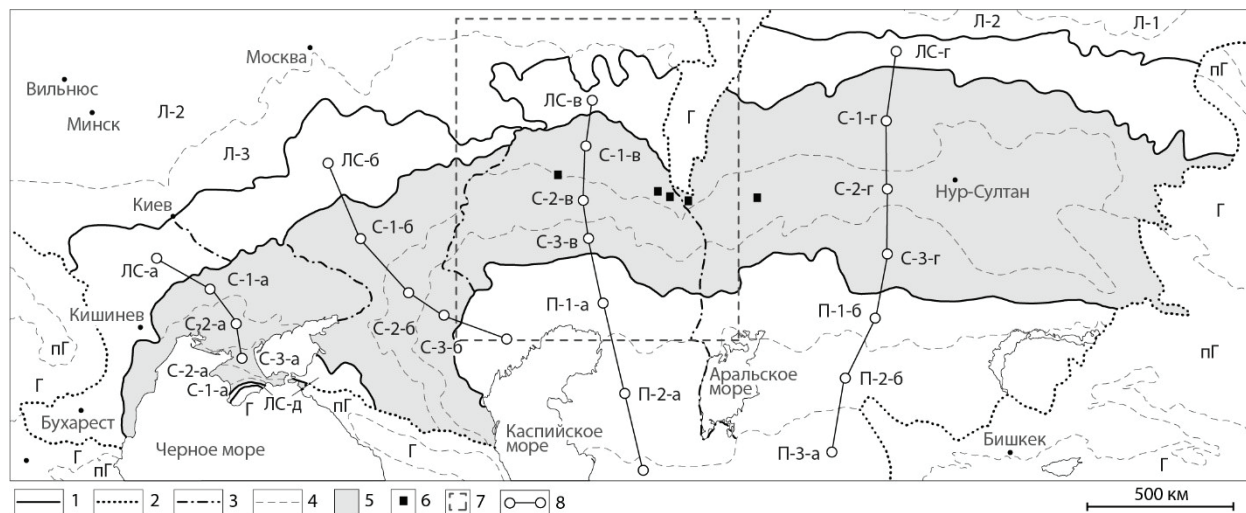 Л-2
Л-1
Москва
ЛС-г
пГ
Вильнюс
Минск
Л-2
ЛС-в
Г
С-1-г
Л-3
ЛС-б
С-1-в
С-2-г
Нур-Султан
Киев
С-2-в
Г
С-1-б
С-3-в
С-3-г
ЛС-а
С-1-а
Кишинев
С-2-а
С-2-б
П-1-а
П-1-б
пГ
С-3-б
пГ
С-3-а
С-2-а
С-1-а
Г
Аральское
море
Г
ЛС-д
пГ
П-2-а
П-2-б
Бухарест
Каспийское
море
Бишкек
Г
пГ
Черное море
Г
П-3-а
Г
1 2 3 4 5 6 7 8
500 км